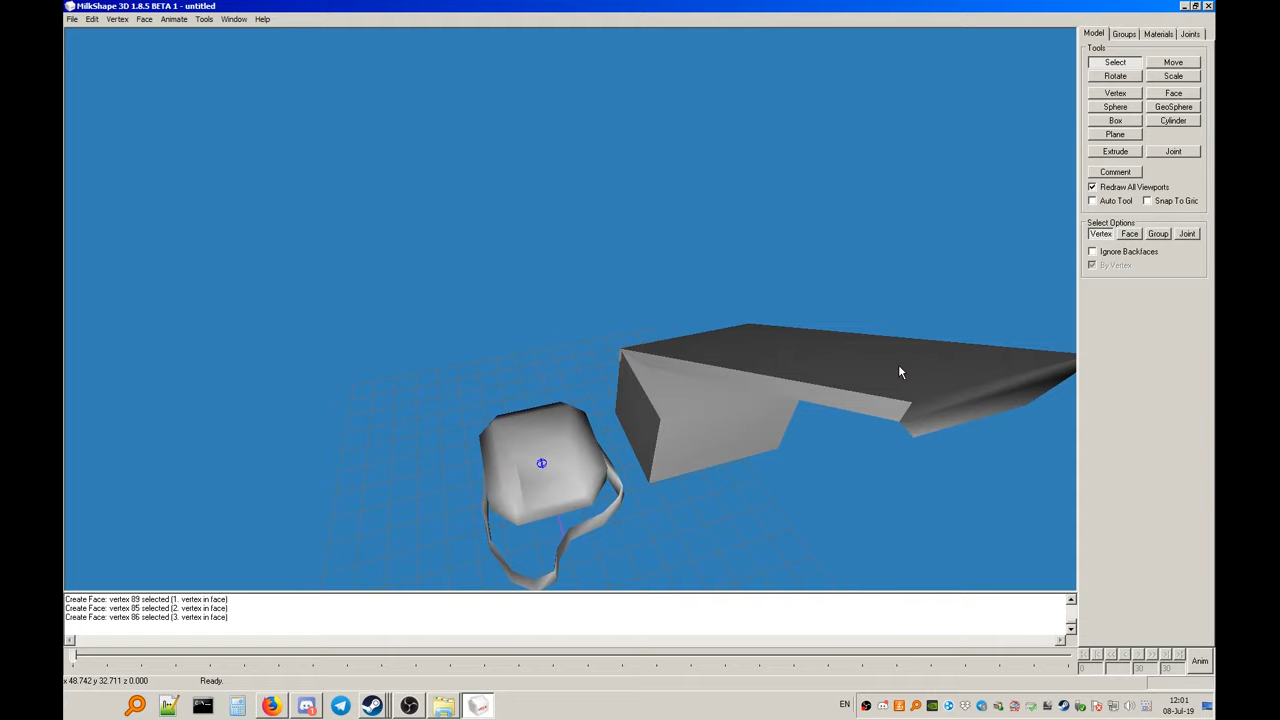 MilkShape 3D 1.8.5 BETA 1 - untitled
File Edit Vertex Face Animate Tools Window Help
Model Groups Materials Joints
Tools
Select Move
Rotate Scale
Vertex Face
Sphere GeoSphere
Box Cylinder
Plane
Extrude Joint
Comment
Redraw All Viewports
Auto Tool Snap To Gric
Select Options
Vertex Face Group Joint
Ignore Backfaces
By Vertex
Create Face: vertex 89 selected (1. vertex in face)
Create Face: vertex 85 selected (2. vertex in face)
Create Face: vertex 86 selected (3. vertex in face)
Anim
0 30 30
x 48.742 y 32.711 z 0.000 Ready.
EN
12:01
08-Jul-19